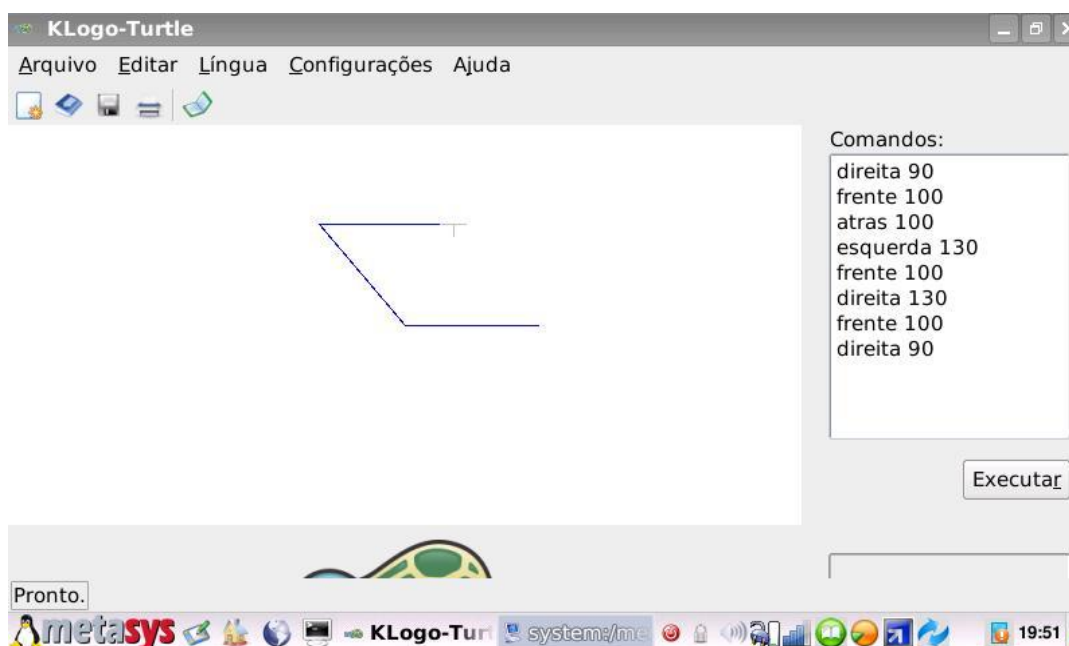 KLogo-Turtle
Arquivo Editar Língua Configurações Ajuda
Comandos:
direita 90
frente 100
atras 100
esquerda 130
frente 100
direita 130
frente 100
direita 90
Executar
Pronto.
metasys KLogo-Turl system:/me 19:51